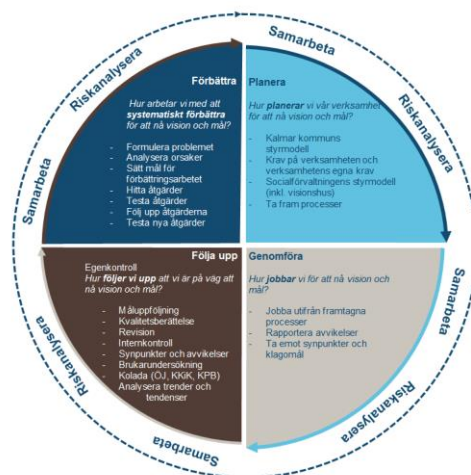 Samarbeta
Riskanalysera
Samarbeta
Riskanalysera
Samarbeta
Riskanalysera
Samarbeta
Riskanalysera
Förbättra
Hur arbetar vi med att
systematiskt förbättra
för att nå vision och mål?
- Formulera problemet
- Analysera orsaker
- Sätt mål för
förbättringsarbetet
- Hitta åtgärder
- Testa åtgärder
- Följ upp åtgärderna
- Testa nya åtgärder
Planera
Hur planerar vi vår verksamhet
för att nå vision och mål?
- Kalmar kommuns
styrmodell
- Krav på verksamheten och
verksamhetens egna krav
- Socialförvaltningens styrmodell
(inkl. visionshus)
- Ta fram processer
Följa upp
Egenkontroll
Hur följer vi upp att vi är på väg att
nå vision och mål?
- Måluppföljning
- Kvalitetsberättelse
- Revision
- Internkontroll
- Synpunkter och avvikelser
- Brukarundersökning
- Kolada (ÖJ, KKiK, KPB)
- Analysera trender och
tendenser
Genomföra
Hur jobbar vi för att nå vision och
mål?
- Jobba utifrån framtagna
processer
- Rapportera avvikelser
- Ta emot synpunkter och
klagomål